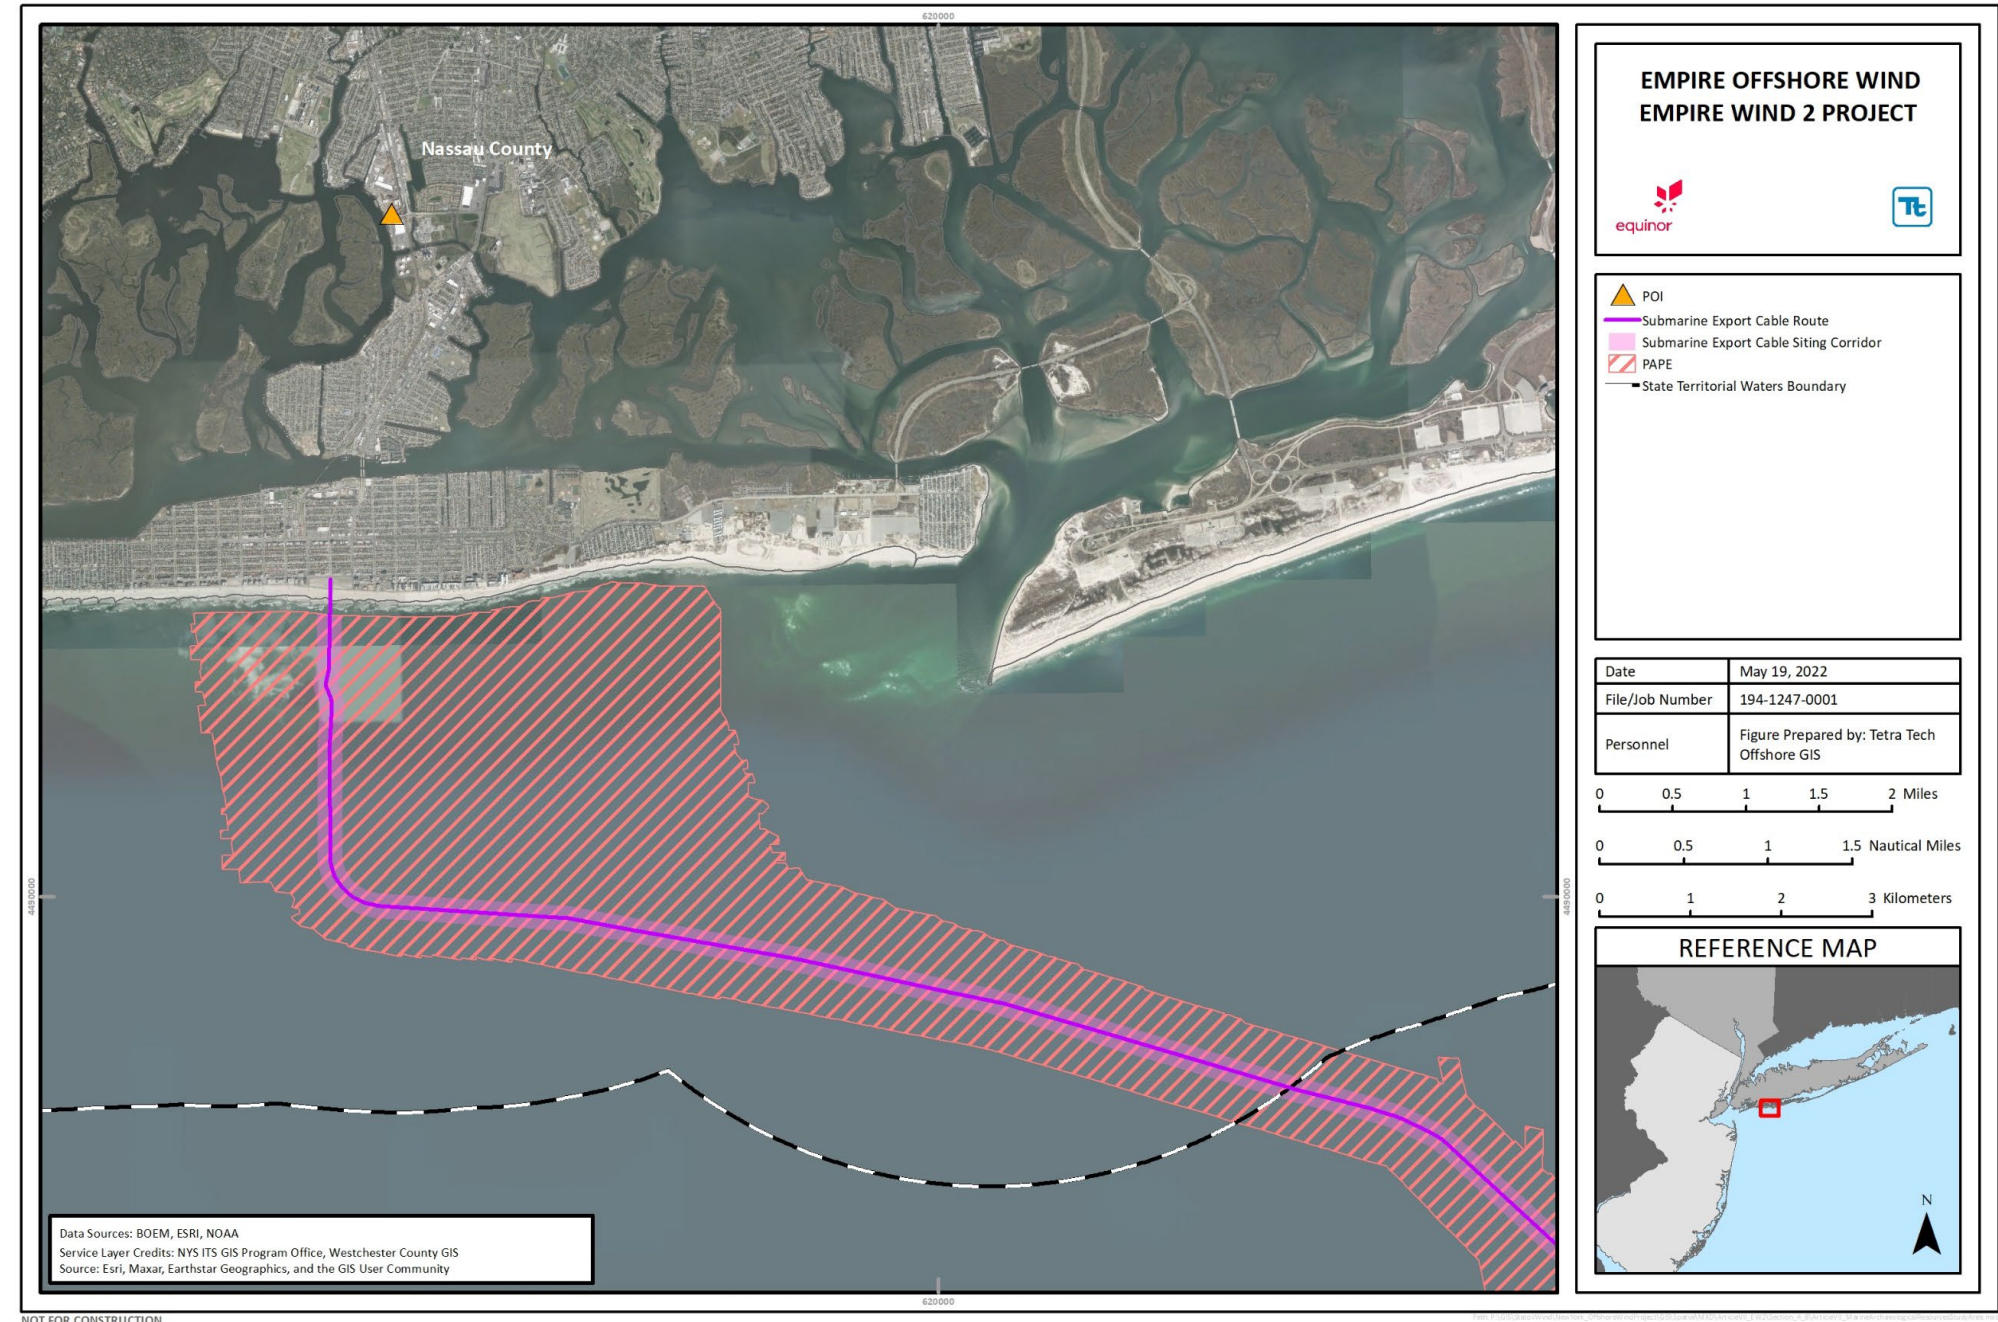 620000
Nassau County
4490000
4490000
620000
Data Sources: BOEM, ESRI, NOAA
Service Layer Credits: NYS ITS GIS Program Office, Westchester County GIS
Source: Esri, Maxar, Earthstar Geographics, and the GIS User Community
NOT FOR CONSTRUCTION
EMPIRE OFFSHORE WIND
EMPIRE WIND 2 PROJECT
equinor
Tt
POI
Submarine Export Cable Route
Submarine Export Cable Siting Corridor
PAPE
State Territorial Waters Boundary
Date May 19, 2022
File/Job Number 194-1247-0001
Personnel Figure Prepared by: Tetra Tech
Offshore GIS
0 0.5 1 1.5 2 Miles
0 0.5 1 1.5 Nautical Miles
0 1 2 3 Kilometers
REFERENCE MAP
N